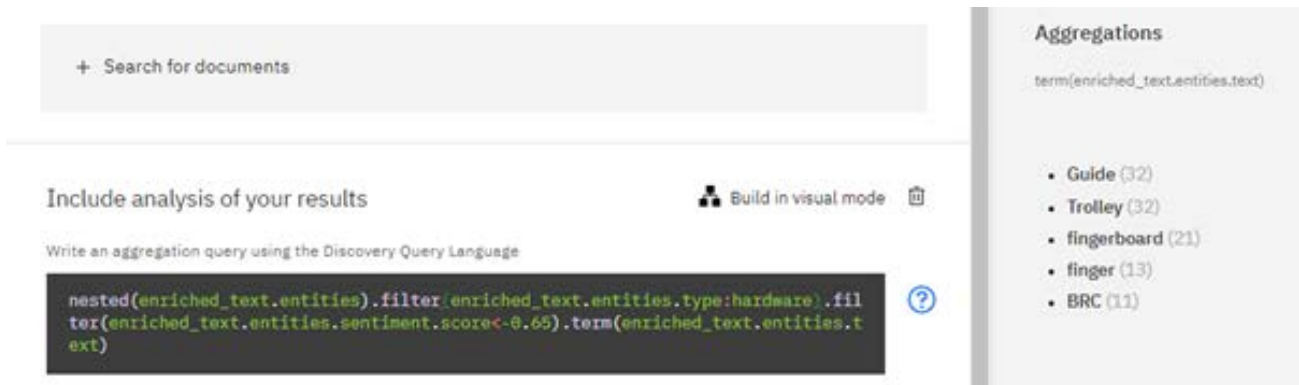 + Search for documents
Include analysis of your results
Build in visual mode
Write an aggregation query using the Discovery Query Language
nested(enriched_text.entities).filter(enriched_text.entities.type:hardware).fil
ter(enriched_text.entities.sentiment.score<-0.65).term(enriched_text.entities.t
ext)
?
Aggregations
term(enriched_text.entities.text)
• Guide (32)
• Trolley (32)
• fingerboard (21)
• finger (13)
• BRC (11)